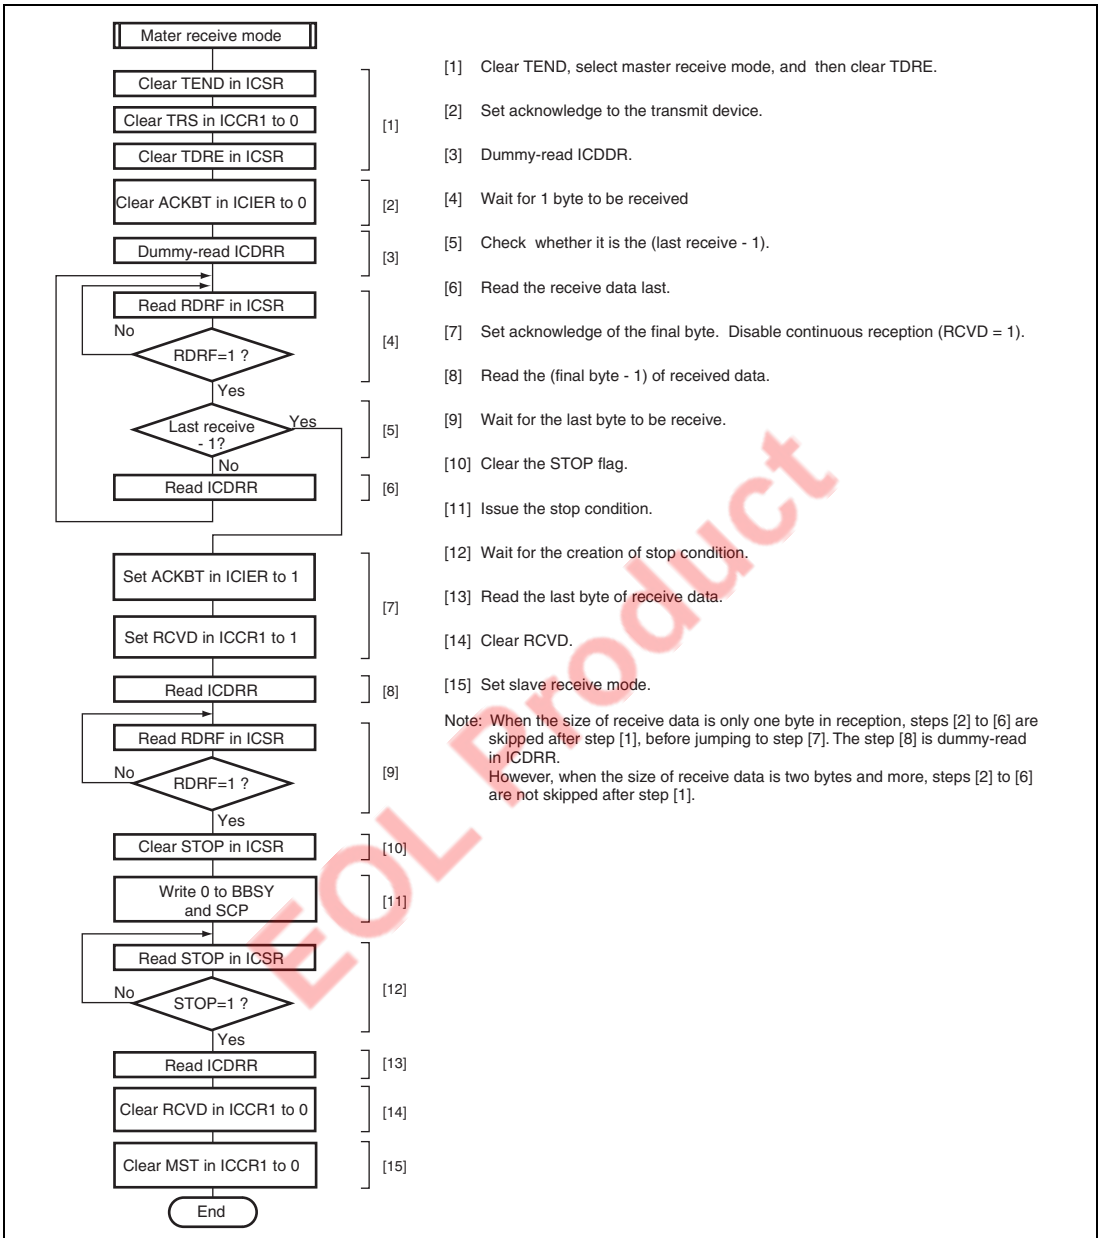 Mater receive mode
Clear TEND in ICSR
Clear TRS in ICCR1 to 0
Clear TDRE in ICSR
[1]
Clear ACKBT in ICIER to 0
[2]
Dummy-read ICDRR
[3]
Read RDRF in ICSR
No
RDRF=1 ?
[4]
Yes
Last receive
- 1?
Yes
[5]
No
Read ICDRR
[6]
Set ACKBT in ICIER to 1
[7]
Set RCVD in ICCR1 to 1
Read ICDRR
[8]
Read RDRF in ICSR
No
RDRF=1 ?
[9]
Yes
Clear STOP in ICSR
[10]
Write 0 to BBSY
and SCP
[11]
Read STOP in ICSR
No
STOP=1 ?
[12]
Yes
Read ICDRR
[13]
Clear RCVD in ICCR1 to 0
[14]
Clear MST in ICCR1 to 0
[15]
End
[1] Clear TEND, select master receive mode, and then clear TDRE.
[2] Set acknowledge to the transmit device.
[3] Dummy-read ICDDR.
[4] Wait for 1 byte to be received
[5] Check whether it is the (last receive - 1).
[6] Read the receive data last.
[7] Set acknowledge of the final byte. Disable continuous reception (RCVD = 1).
[8] Read the (final byte - 1) of received data.
[9] Wait for the last byte to be receive.
[10] Clear the STOP flag.
[11] Issue the stop condition.
[12] Wait for the creation of stop condition.
[13] Read the last byte of receive data.
[14] Clear RCVD.
[15] Set slave receive mode.
Note: When the size of receive data is only one byte in reception, steps [2] to [6] are
skipped after step [1], before jumping to step [7]. The step [8] is dummy-read
in ICDRR.
However, when the size of receive data is two bytes and more, steps [2] to [6]
are not skipped after step [1].
EOL Product